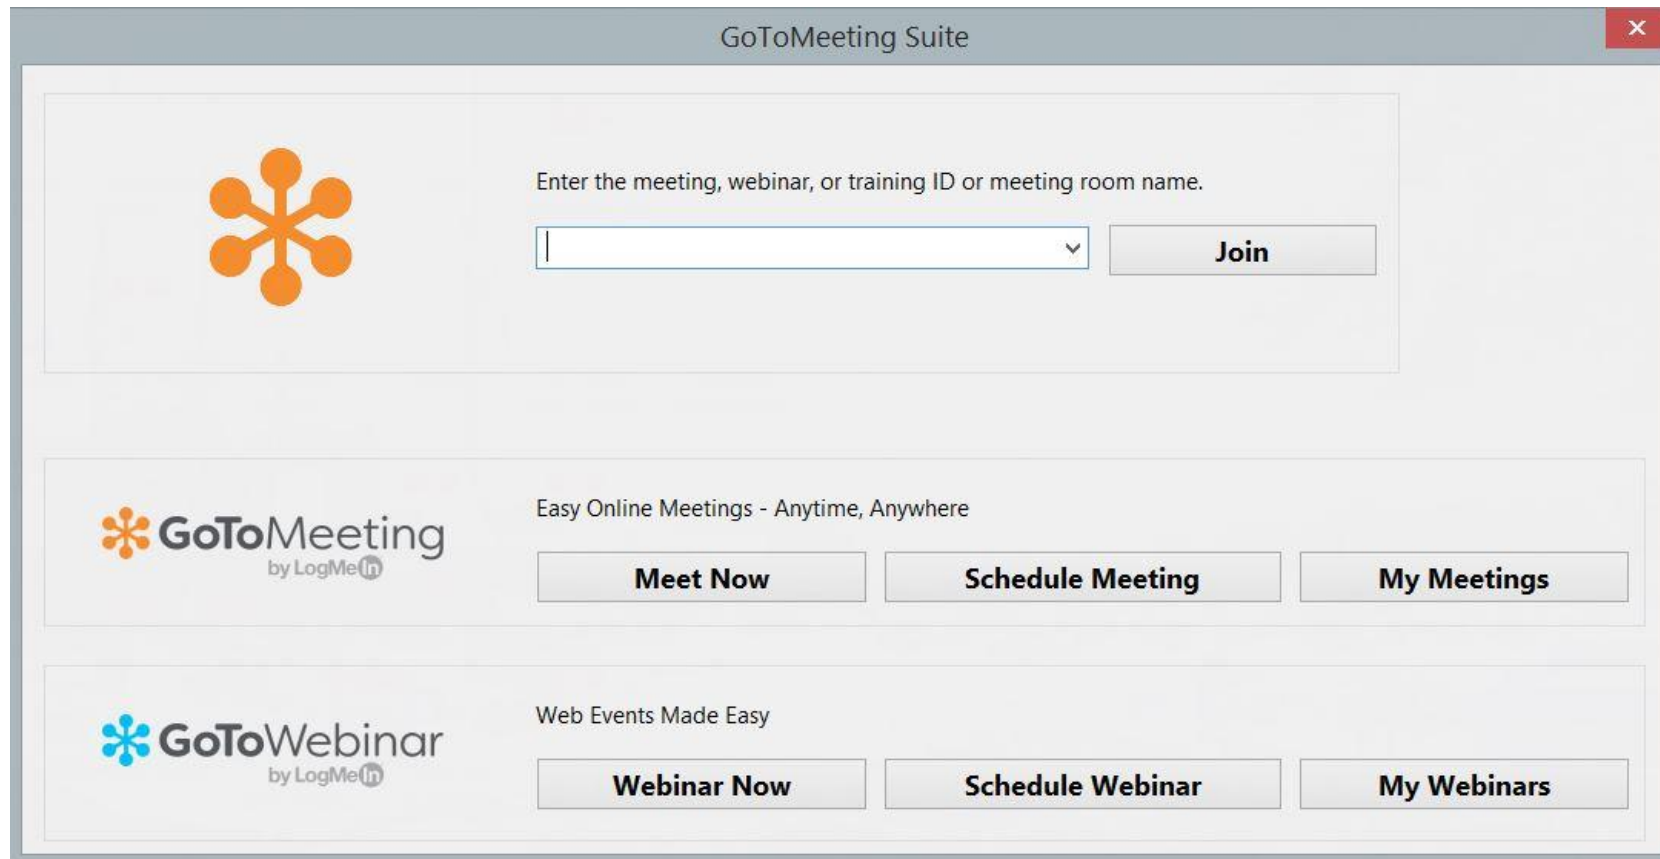 GoToMeeting Suite
Enter the meeting, webinar, or training ID or meeting room name.
Join
GoToMeeting
by LogMeIn
Easy Online Meetings - Anytime, Anywhere
Meet Now
Schedule Meeting
My Meetings
GoToWebinar
by LogMeIn
Web Events Made Easy
Webinar Now
Schedule Webinar
My Webinars